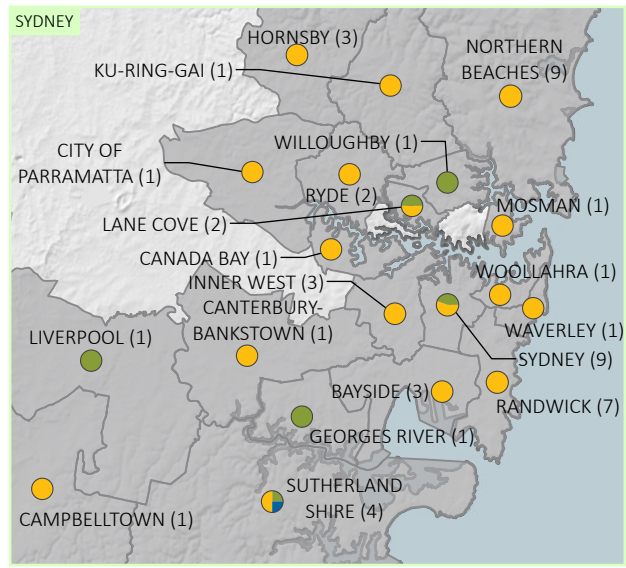 SYDNEY
HORNSBY (3)
NORTHERN
BEACHES (9)
KU-RING-GAI (1)
WILLOUGHBY (1)
CITY OF
PARRAMATTA (1)
RYDE (2)
LANE COVE (2)
MOSMAN (1)
CANADA BAY (1)
WOOLLAHRA (1)
INNER WEST (3)
CANTERBURY-
BANKSTOWN (1)
LIVERPOOL (1)
WAVERLEY (1)
SYDNEY (9)
BAYSIDE (3)
RANDWICK (7)
GEORGES RIVER (1)
SUTHERLAND
SHIRE (4)
CAMPBELLTOWN (1)